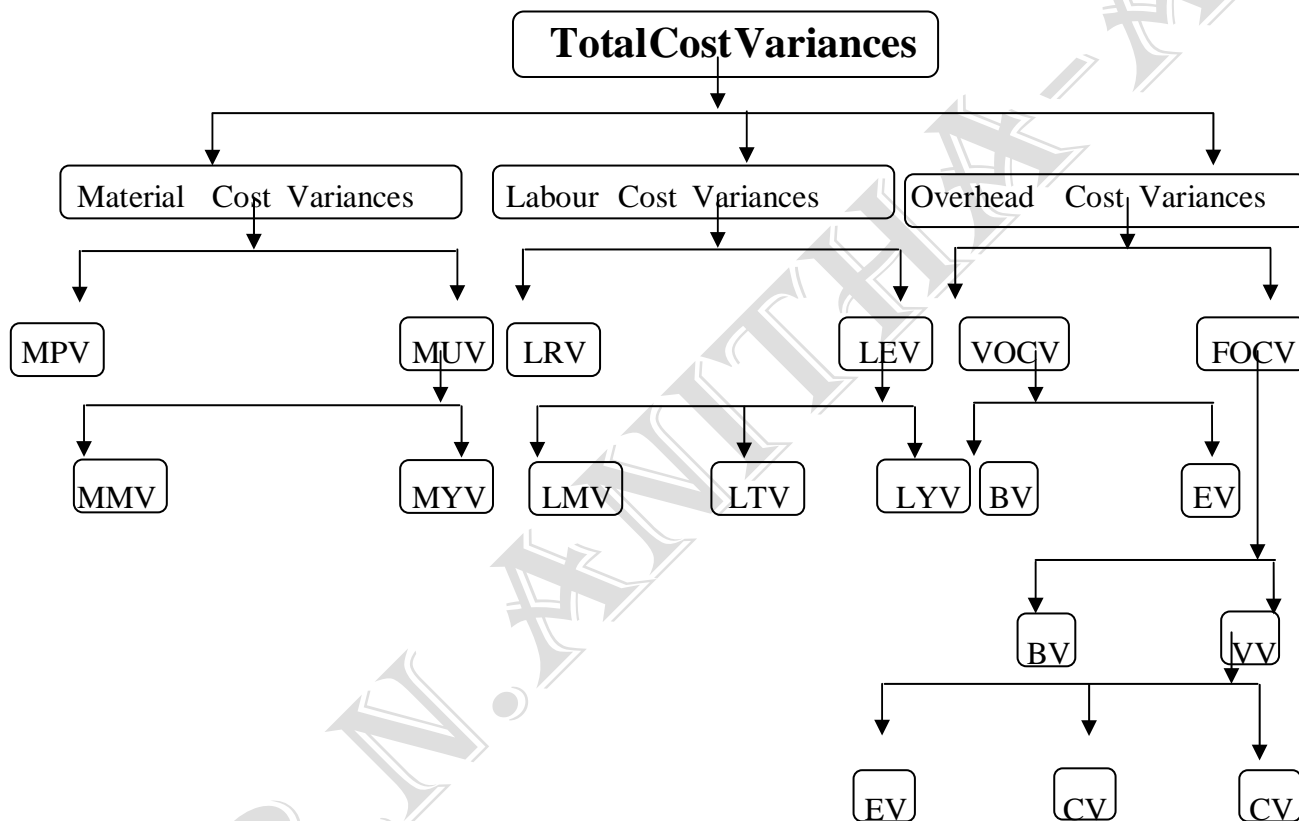 TotalCostVariances
Material Cost Variances
Labour Cost Variances
Overhead Cost Variances
MPV
MUV
LRV
LEV
VOCV
FOCV
MMV
MYV
LMV
LTV
LYV
BV
EV
BV
VV
EV
CV
CV
N.ANITHA